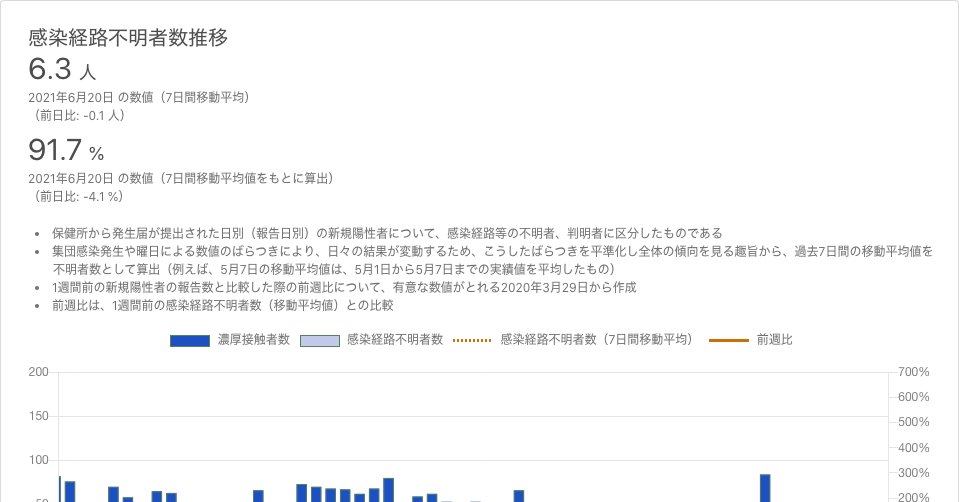 感染経路不明者数推移
6.3 人
2021年6月20日 の数値（7日間移動平均）
（前日比: -0.1 人）
91.7 %
2021年6月20日 の数値（7日間移動平均値をもとに算出）
（前日比: -4.1 %）
• 保健所から発生届が提出された日別（報告日別）の新規陽性者について、感染経路等の不明者、判明者に区分したものである
• 集団感染発生や曜日による数値のばらつきにより、日々の結果が変動するため、こうしたばらつきを平準化し全体の傾向を見る趣旨から、過去7日間の移動平均値を
不明者数として算出（例えば、5月7日の移動平均値は、5月1日から5月7日までの実績値を平均したもの）
• 1週間前の新規陽性者の報告数と比較した際の前週比について、有意な数値がとれる2020年3月29日から作成
• 前週比は、1週間前の感染経路不明者数（移動平均値）との比較
濃厚接触者数 感染経路不明者数 感染経路不明者数（7日間移動平均） 前週比
200 700%
600%
150 500%
400%
100 300%
50 200%